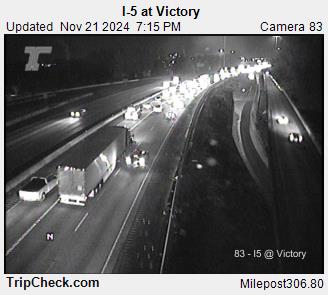 I-5 at Victory
Updated Nov 21 2024 7:15 PM Camera 83
T
N
83 - I5 @ Victory
TripCheck.com Milepost306.80